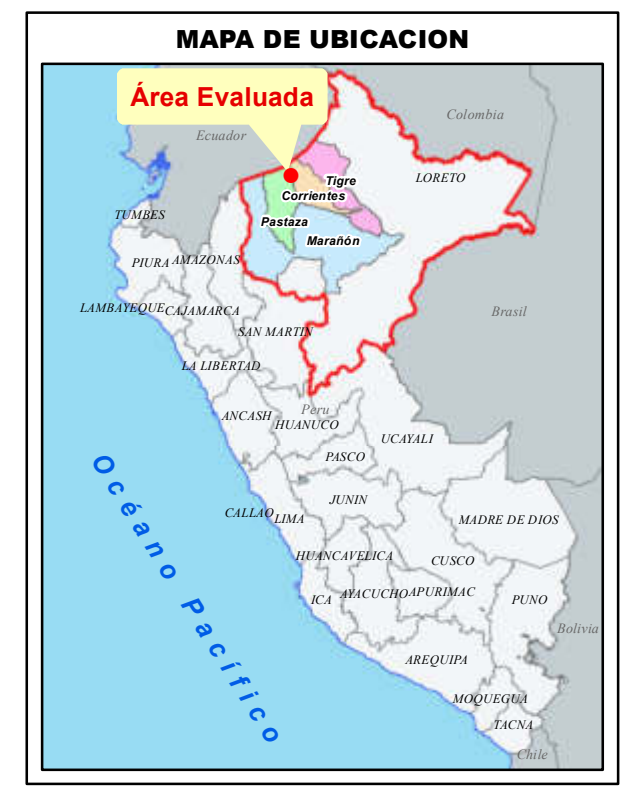 MAPA DE UBICACION
Área Evaluada
Colombia
Ecuador
LORETO
Tigre
Corrientes
Pastaza
Marañón
TUMBES
PIURA
AMAZONAS
LAMBAYEQUE
CAJAMARCA
Brasil
SAN MARTIN
LA LIBERTAD
ANCASH
Peru
HUANUCO
UCAYALI
PASCO
Océano Pacífico
JUNIN
CALLAO
LIMA
MADRE DE DIOS
HUANCAVELICA
CUSCO
ICA
AYACUCHO
APURIMAC
PUNO
Bolivia
AREQUIPA
MOQUEGUA
TACNA
Chile